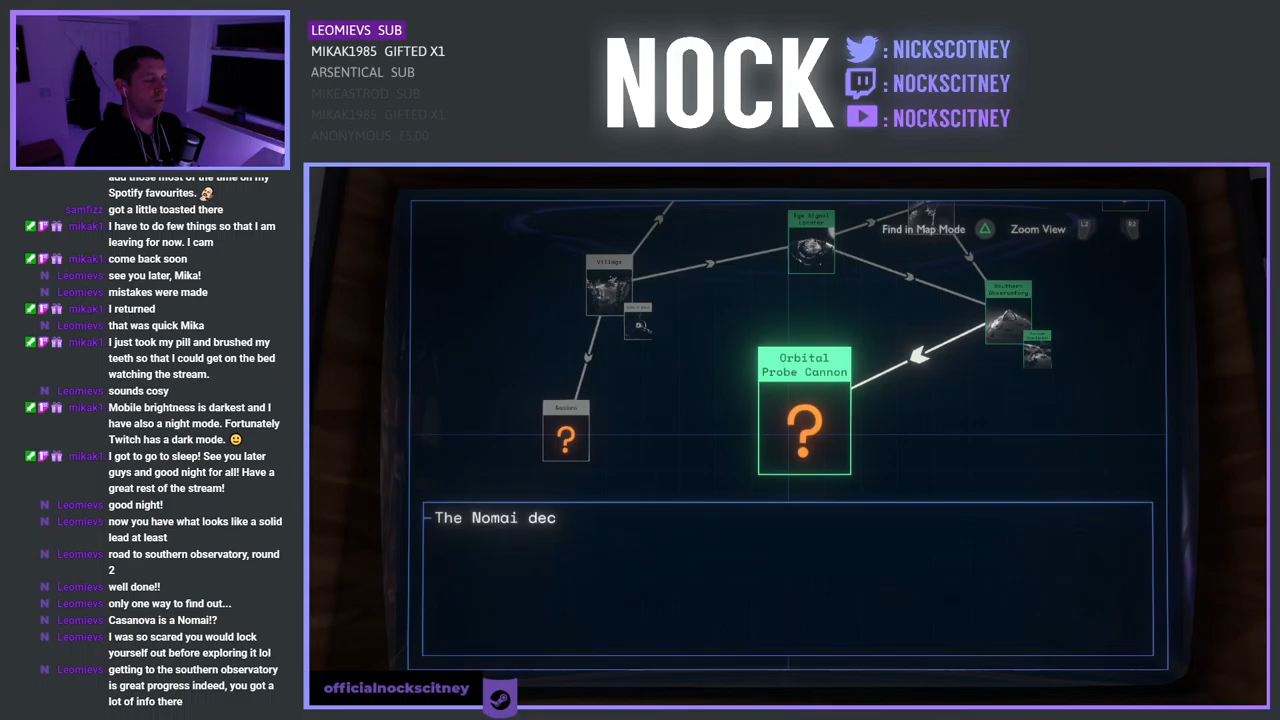 LEOMIEVS SUB
MIKAK1985 GIFTED X1
ARSENTICAL SUB
MIKEASTROD SUB
MIKAK1985 GIFTED X1
ANONYMOUS £5.00
NOCK
: NICKSCOTNEY
: NOCKSCITNEY
: NOCKSCITNEY
add those most of the time on my
Spotify favourites.
samfizz got a little toasted there
mikak1 I have to do few things so that I am
leaving for now. I cam
mikak1 come back soon
Leomievs see you later, Mika!
Leomievs mistakes were made
mikak1 I returned
Leomievs that was quick Mika
mikak1 I just took my pill and brushed my
teeth so that I could get on the bed
watching the stream.
Leomievs sounds cosy
mikak1 Mobile brightness is darkest and I
have also a night mode. Fortunately
Twitch has a dark mode.
mikak1 I got to go to sleep! See you later
guys and good night for all! Have a
great rest of the stream!
Leomievs good night!
Leomievs now you have what looks like a solid
lead at least
Leomievs road to southern observatory, round
2
Leomievs well done!!
Leomievs only one way to find out...
Leomievs Casanova is a Nomai!?
Leomievs I was so scared you would lock
yourself out before exploring it lol
Leomievs getting to the southern observatory
is great progress indeed, you got a
lot of info there
Eye Signal
Locator
Find in Map Mode
Zoom View
L2
R2
Village
Southern
Observatory
Orbital
Probe Cannon
?
?
The Nomai dec
officialnockscitney